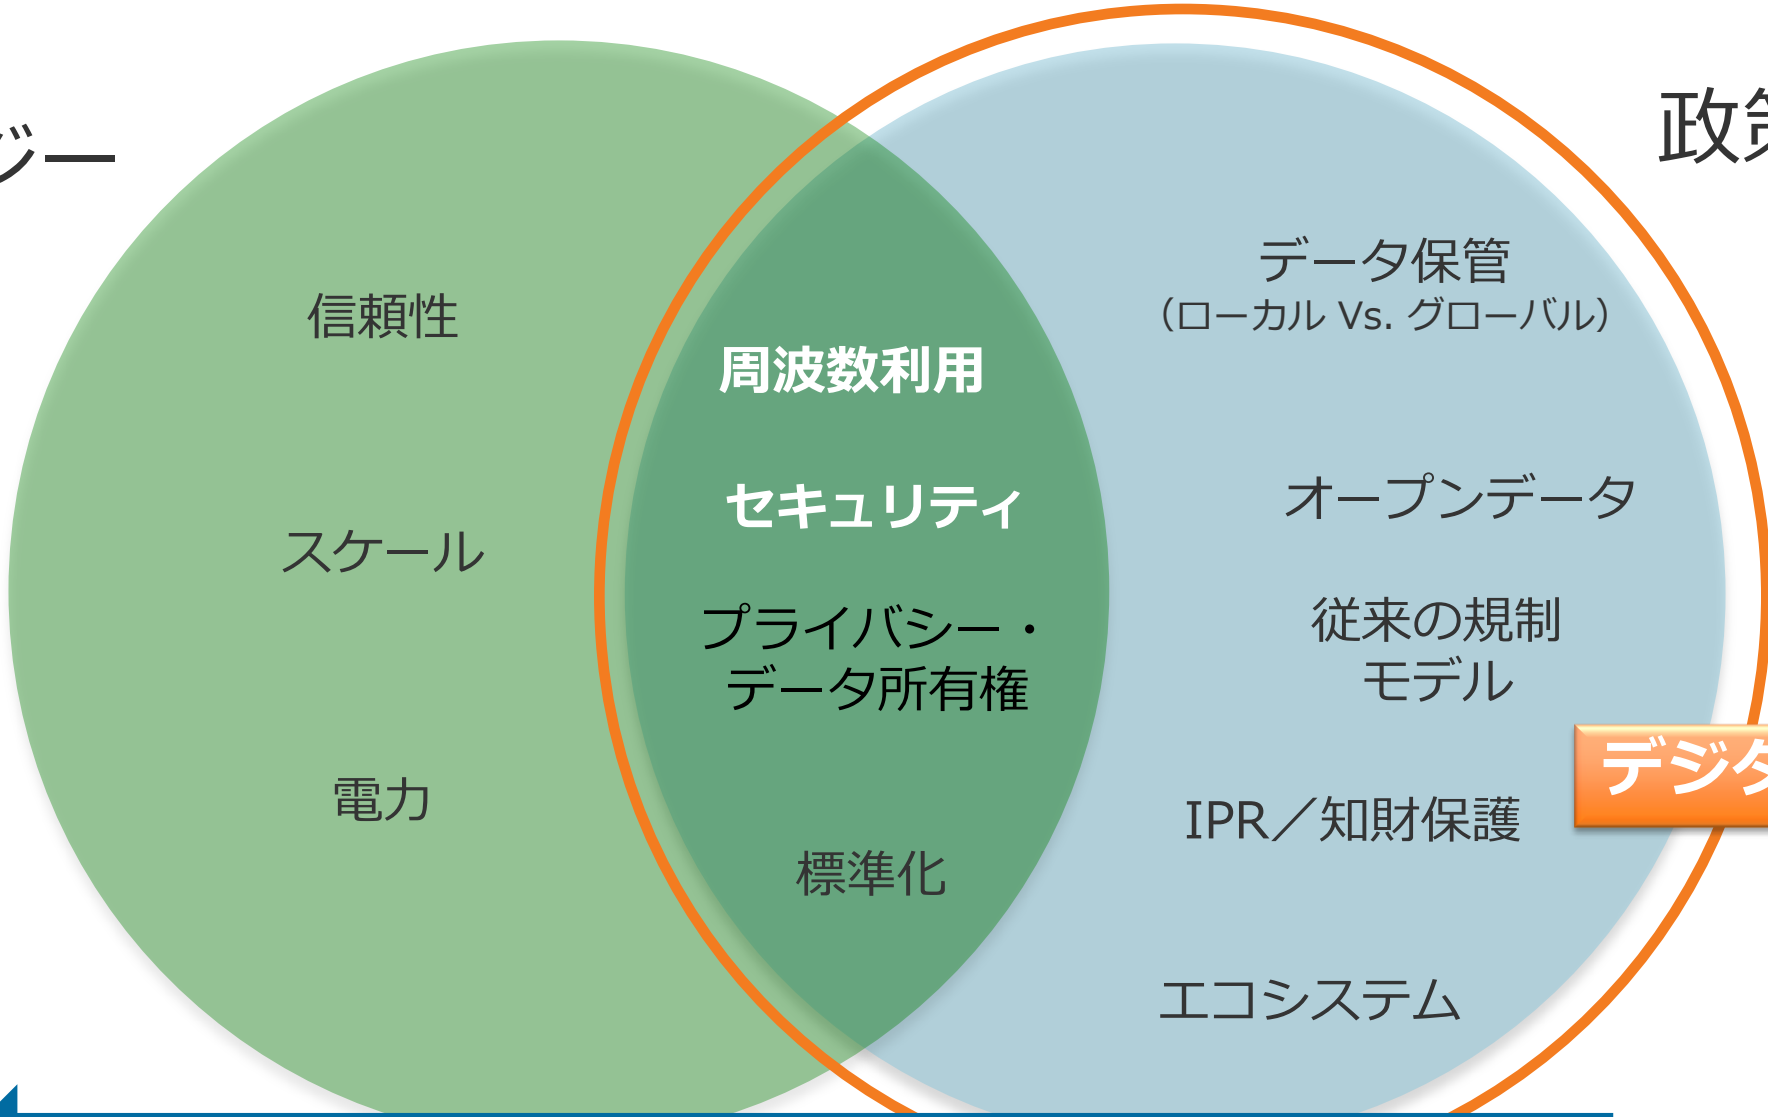 ジー
政策
信頼性
スケール
電力
周波数利用
セキュリティ
プライバシー・
データ所有権
標準化
データ保管
（ローカル Vs. グローバル）
オープンデータ
従来の規制
モデル
IPR／知財保護
エコシステム
デジタ